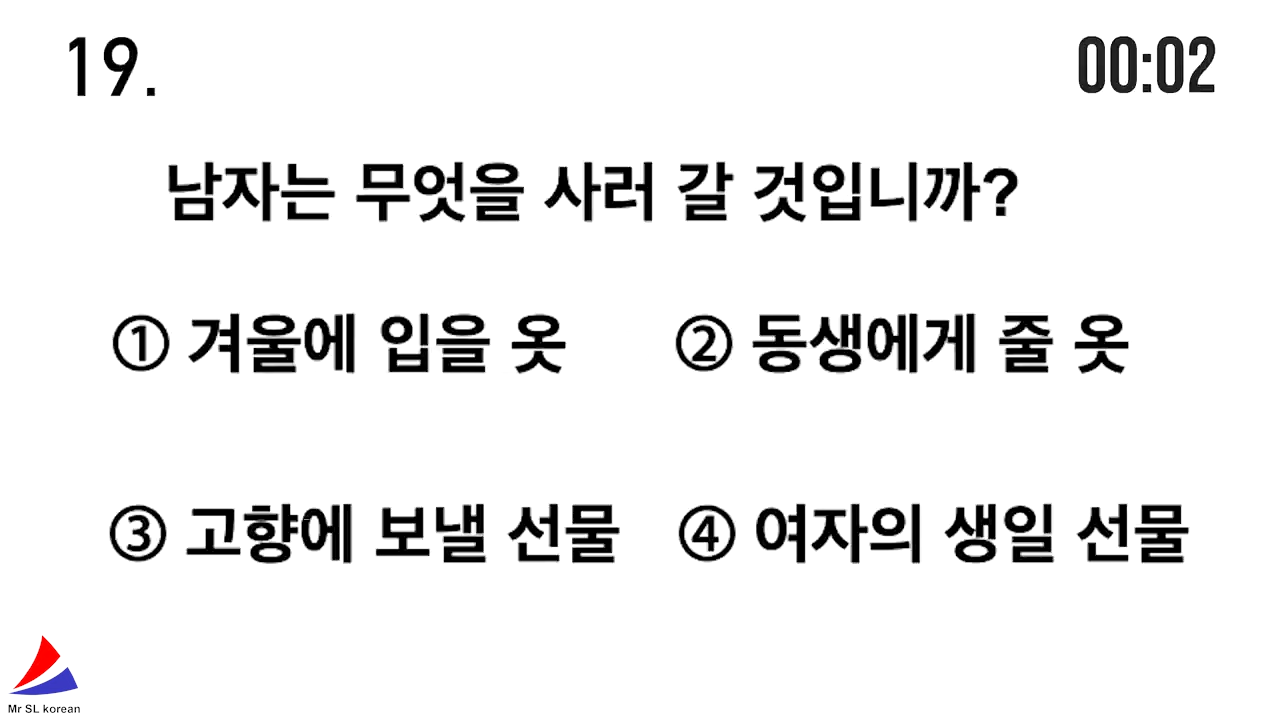 19.
00:02
남자는 무엇을 사러 갈 것입니까?
① 겨울에 입을 옷 ② 동생에게 줄 옷
③ 고향에 보낼 선물 ④ 여자의 생일 선물
Mr SL korean